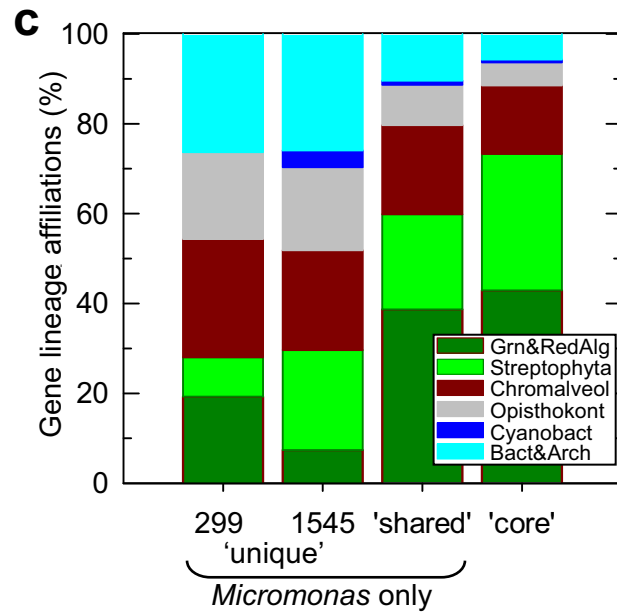 c
Gene lineage affiliations (%)
100
80
60
40
20
0
Grn&RedAlg
Streptophyta
Chromalveol
Opisthokont
Cyanobact
Bact&Arch
299 1545 'shared' 'core'
‘unique’
Micromonas only